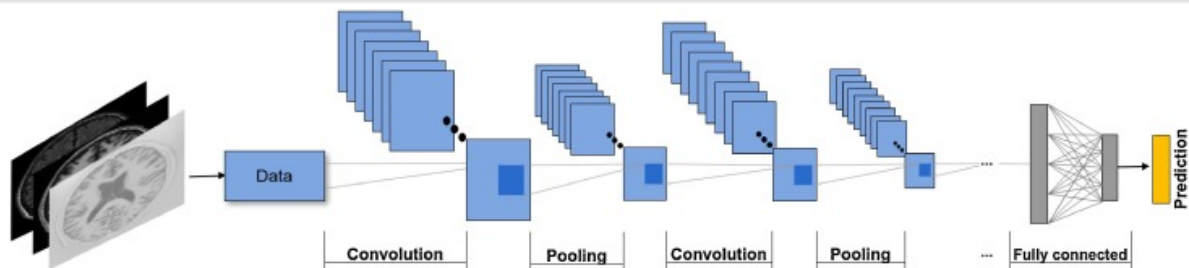 Data
Prediction
Convolution
Pooling
Convolution
Pooling
...
...
Fully connected